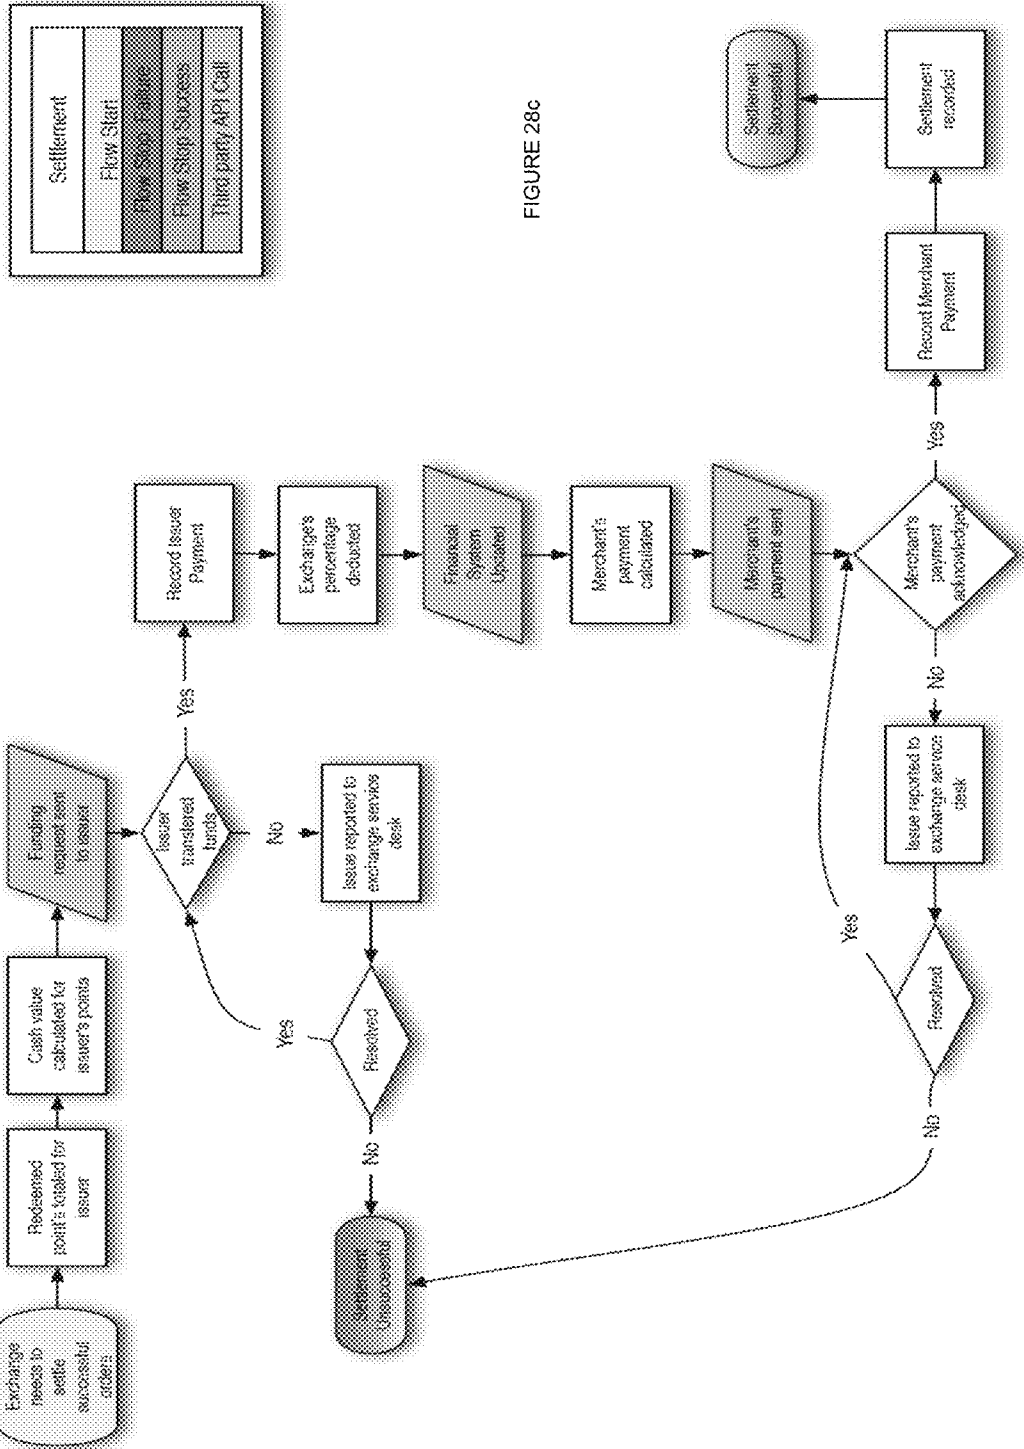 Exchange
needs to
settle
successful
orders
Redeemed
point's totaled for
issuer
Cash value
calculated for
issuer's points
Funding
request sent
to issuer
Issuer
transfered
funds
Yes
No
Record Issuer
Payment
Issue reported to
exchange service
desk
Resolved
Yes
No
Settlement
Unsuccessful
Exchange's
percentage
deducted
Financial
System
Updated
Merchant's
payment
calculated
Merchant's
payment sent
Merchant's
payment
acknowledged
Yes
No
Record Merchant
Payment
Settlement
recorded
Settlement
Successful
Issue reported to
exchange service
desk
Resolved
Yes
No
Settlement
Flow Start
Flow Stop Failure
Flow Stop Success
Third party API Call
FIGURE 28c